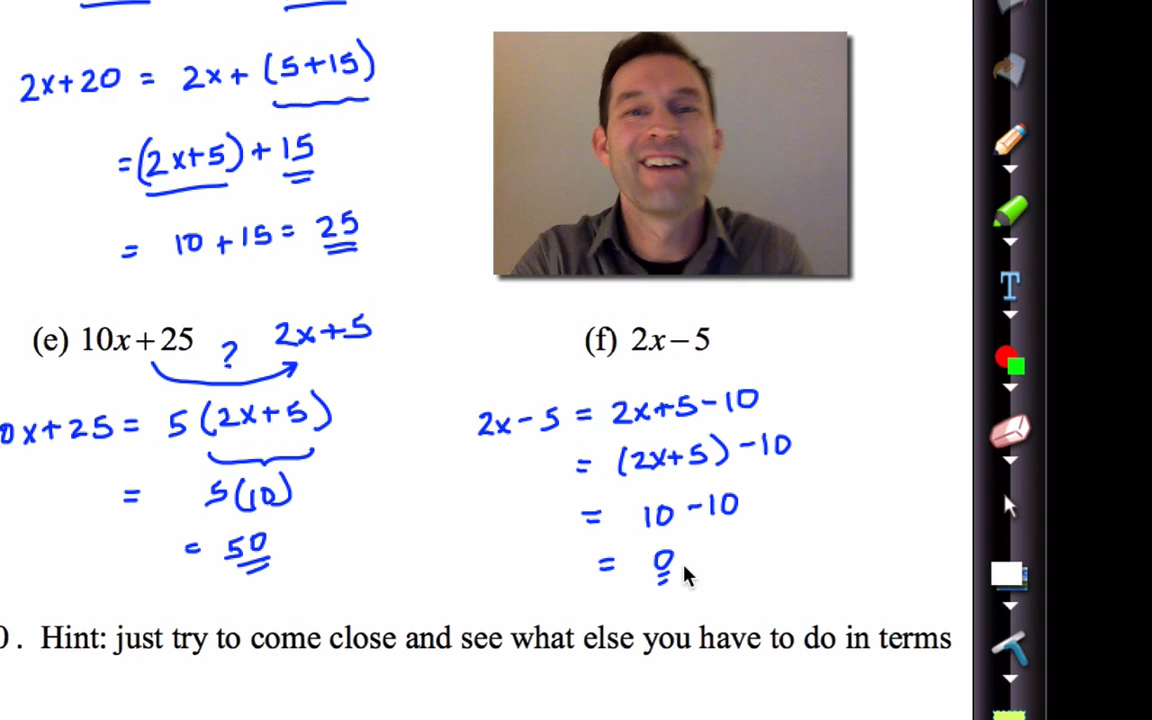 2x+20 = 2x+ (5+15)
=(2x+5)+15
= 10+15= 25
(e) 10x+25
?
2x+5
0x+25= 5(2x+5)
= 5(10)
= 50
(f) 2x−5
2x-5 = 2x+5-10
= (2x+5)-10
= 10-10
= 0
0. Hint: just try to come close and see what else you have to do in terms
T